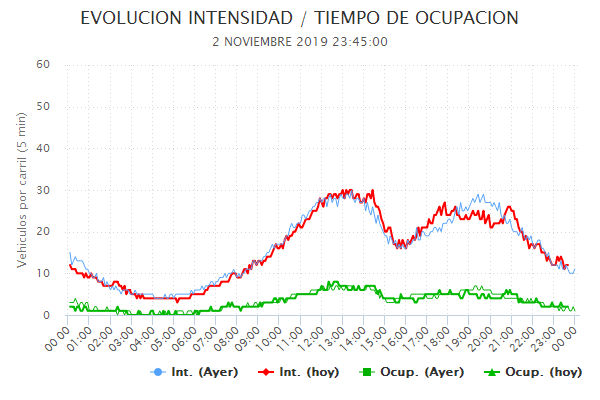 EVOLUCION INTENSIDAD / TIEMPO DE OCUPACION
2 NOVIEMBRE 2019 23:45:00
Vehiculos por carril (5 min)
60
50
40
30
20
10
0
00:00 01:00 02:00 03:00 04:00 05:00 06:00 07:00 08:00 09:00 10:00 11:00 12:00 13:00 14:00 15:00 16:00 17:00 18:00 19:00 20:00 21:00 22:00 23:00 00:00
Int. (Ayer) Int. (hoy) Ocup. (Ayer) Ocup. (hoy)